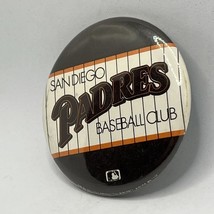 SAN DIEGO
PADRES
BASEBALL CLUB